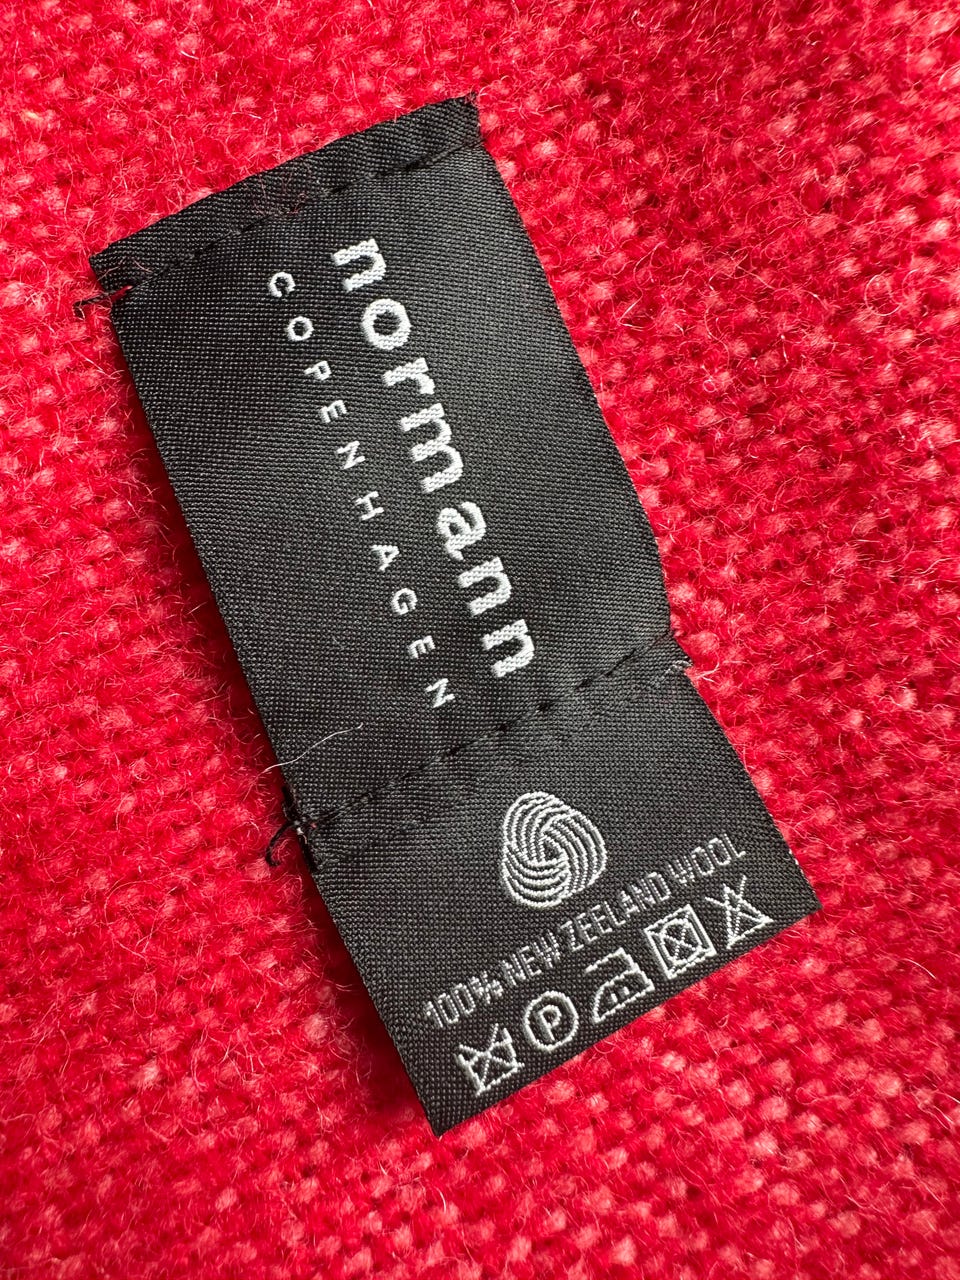 normann
COPENHAGEN
100% NEW ZEELAND WOOL
P